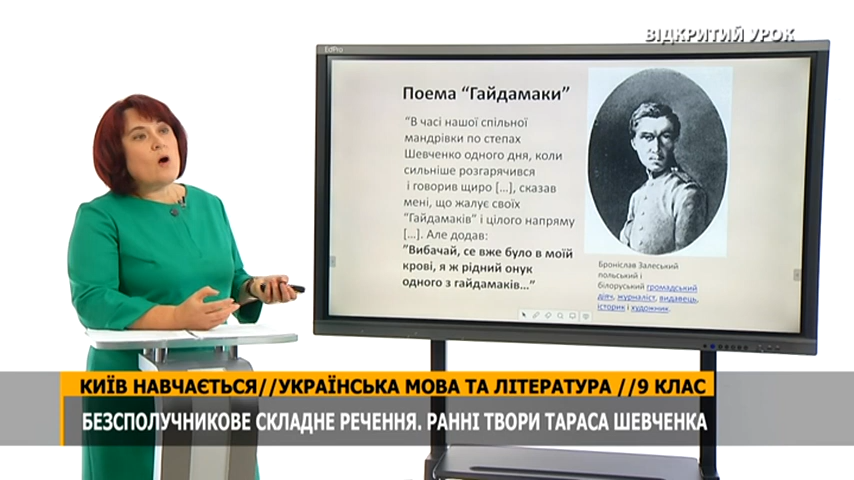 ВІДКРИТИЙ УРОК
EdPro
Поема “Гайдамаки”
“В часі нашої спільної
мандрівки по степах
Шевченко одного дня, коли
сильніше розгарячився
і говорив щиро [...], сказав
мені, що жалує своїх
“Гайдамаків” і цілого напряму
[...]. Але додав:
”Вибачай, се вже було в моїй
крові, я ж рідний онук
одного з гайдамаків...”
Броніслав Залеський
польський і
білоруський громадський
діяч, журналіст, видавець,
історик і художник.
КИЇВ НАВЧАЄТЬСЯ//УКРАЇНСЬКА МОВА ТА ЛІТЕРАТУРА //9 КЛАС
БЕЗСПОЛУЧНИКОВЕ СКЛАДНЕ РЕЧЕННЯ. РАННІ ТВОРИ ТАРАСА ШЕВЧЕНКА